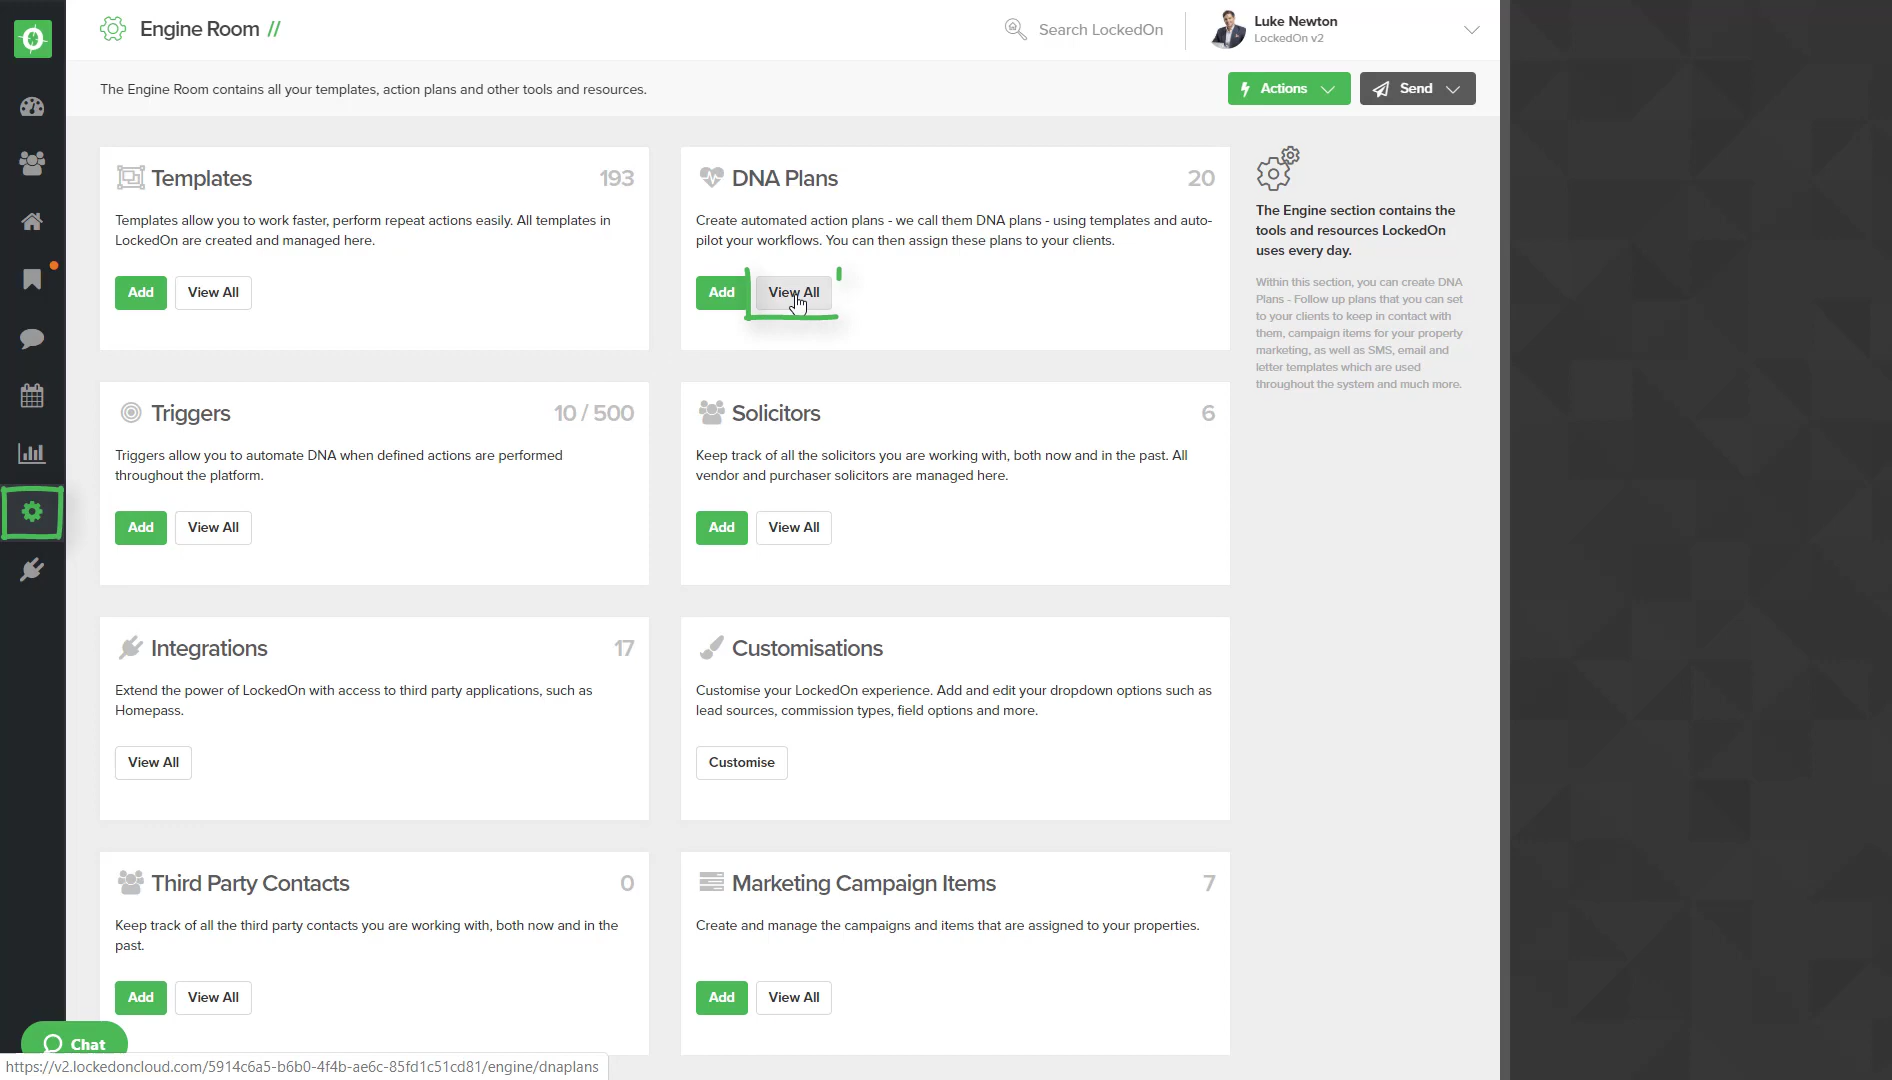 Engine Room //
Search LockedOn
Luke Newton
LockedOn v2
The Engine Room contains all your templates, action plans and other tools and resources.
Actions
Send
Templates
193
Templates allow you to work faster, perform repeat actions easily. All templates in
LockedOn are created and managed here.
Add
View All
DNA Plans
20
Create automated action plans - we call them DNA plans - using templates and auto-
pilot your workflows. You can then assign these plans to your clients.
Add
View All
The Engine section contains the
tools and resources LockedOn
uses every day.
Within this section, you can create DNA
Plans - Follow up plans that you can set
to your clients to keep in contact with
them, campaign items for your property
marketing, as well as SMS, email and
letter templates which are used
throughout the system and much more.
Triggers
10 / 500
Triggers allow you to automate DNA when defined actions are performed
throughout the platform.
Add
View All
Solicitors
6
Keep track of all the solicitors you are working with, both now and in the past. All
vendor and purchaser solicitors are managed here.
Add
View All
Integrations
17
Extend the power of LockedOn with access to third party applications, such as
Homepass.
View All
Customisations
Customise your LockedOn experience. Add and edit your dropdown options such as
lead sources, commission types, field options and more.
Customise
Third Party Contacts
0
Keep track of all the third party contacts you are working with, both now and in the
past.
Add
View All
Marketing Campaign Items
7
Create and manage the campaigns and items that are assigned to your properties.
Add
View All
Chat
https://v2.lockedoncloud.com/5914c6a5-b6b0-4f4b-ae6c-85fd1c51cd81/engine/dnaplans